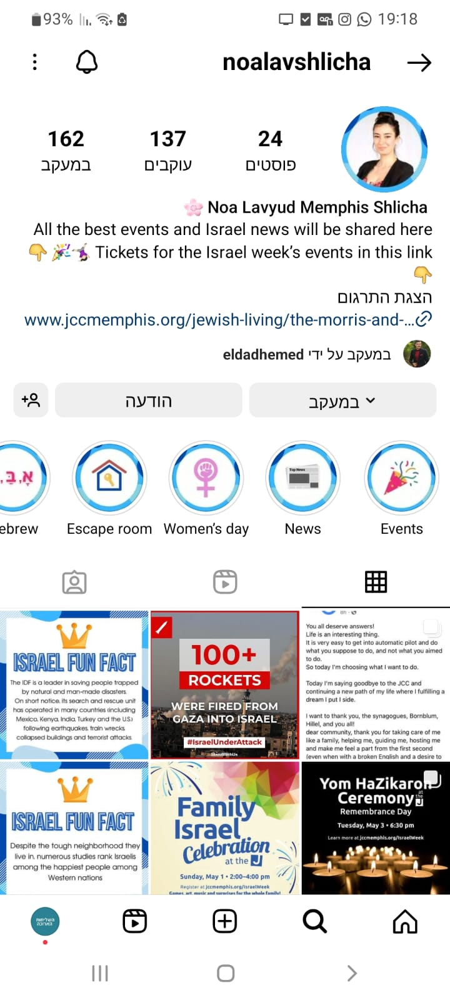 93%
19:18
noalavshlicha
24
137
162
פוסטים
עוקבים
במעקב
Noa Lavyud Memphis Shlicha
All the best events and Israel news will be shared here
Tickets for the Israel week’s events in this link
הצגת התרגום
www.jccmemphis.org/jewish-living/the-morris-and-...
במעקב על ידי eldadhemed
במעקב
הודעה
אָ,בַּ,
ebrew
Escape room
Women’s day
Top News
News
Events
ISRAEL FUN FACT
The IDF is a leader in saving people trapped
by natural and man-made disasters.
On short notice, its search and rescue unit
has operated in many countries (including
Mexico, Kenya, India, Turkey and the U.S.)
following earthquakes, train wrecks,
collapsed buildings and terrorist attacks.
100+
ROCKETS
WERE FIRED FROM
GAZA INTO ISRAEL
#IsraelUnderAttack
StandWithUs
8h
You all deserve answers!
Life is an interesting thing.
It is very easy to get into automatic pilot and do
what you suppose to do, and not what you aimed
to do.
So today I'm choosing what I want to do.
Today I'm saying goodbye to the JCC and
continuing a new path of my life where I fulfilling a
dream I put I side.
I want to thank you, the synagogues, Bornblum,
Hillel, and you all!
dear community, thank you for taking care of me
like a family, helping me, guiding me, hosting me
and make me feel a part from the first second
(even when with a broken English and a desire to
ISRAEL FUN FACT
Despite the tough neighborhood they
live in, numerous studies rank Israelis
among the happiest people among
Western nations
Family
Israel
Celebration
at the J
Sunday, May 1 • 2:00–4:00 pm
Register at jccmemphis.org/IsraelWeek
Games, art, music and surprises for the whole family!
Yom HaZikaron
Ceremony at the J
Remembrance Day
Tuesday, May 3 • 6:30 pm
Learn more at jccmemphis.org/IsraelWeek
השליחות
הארוכה